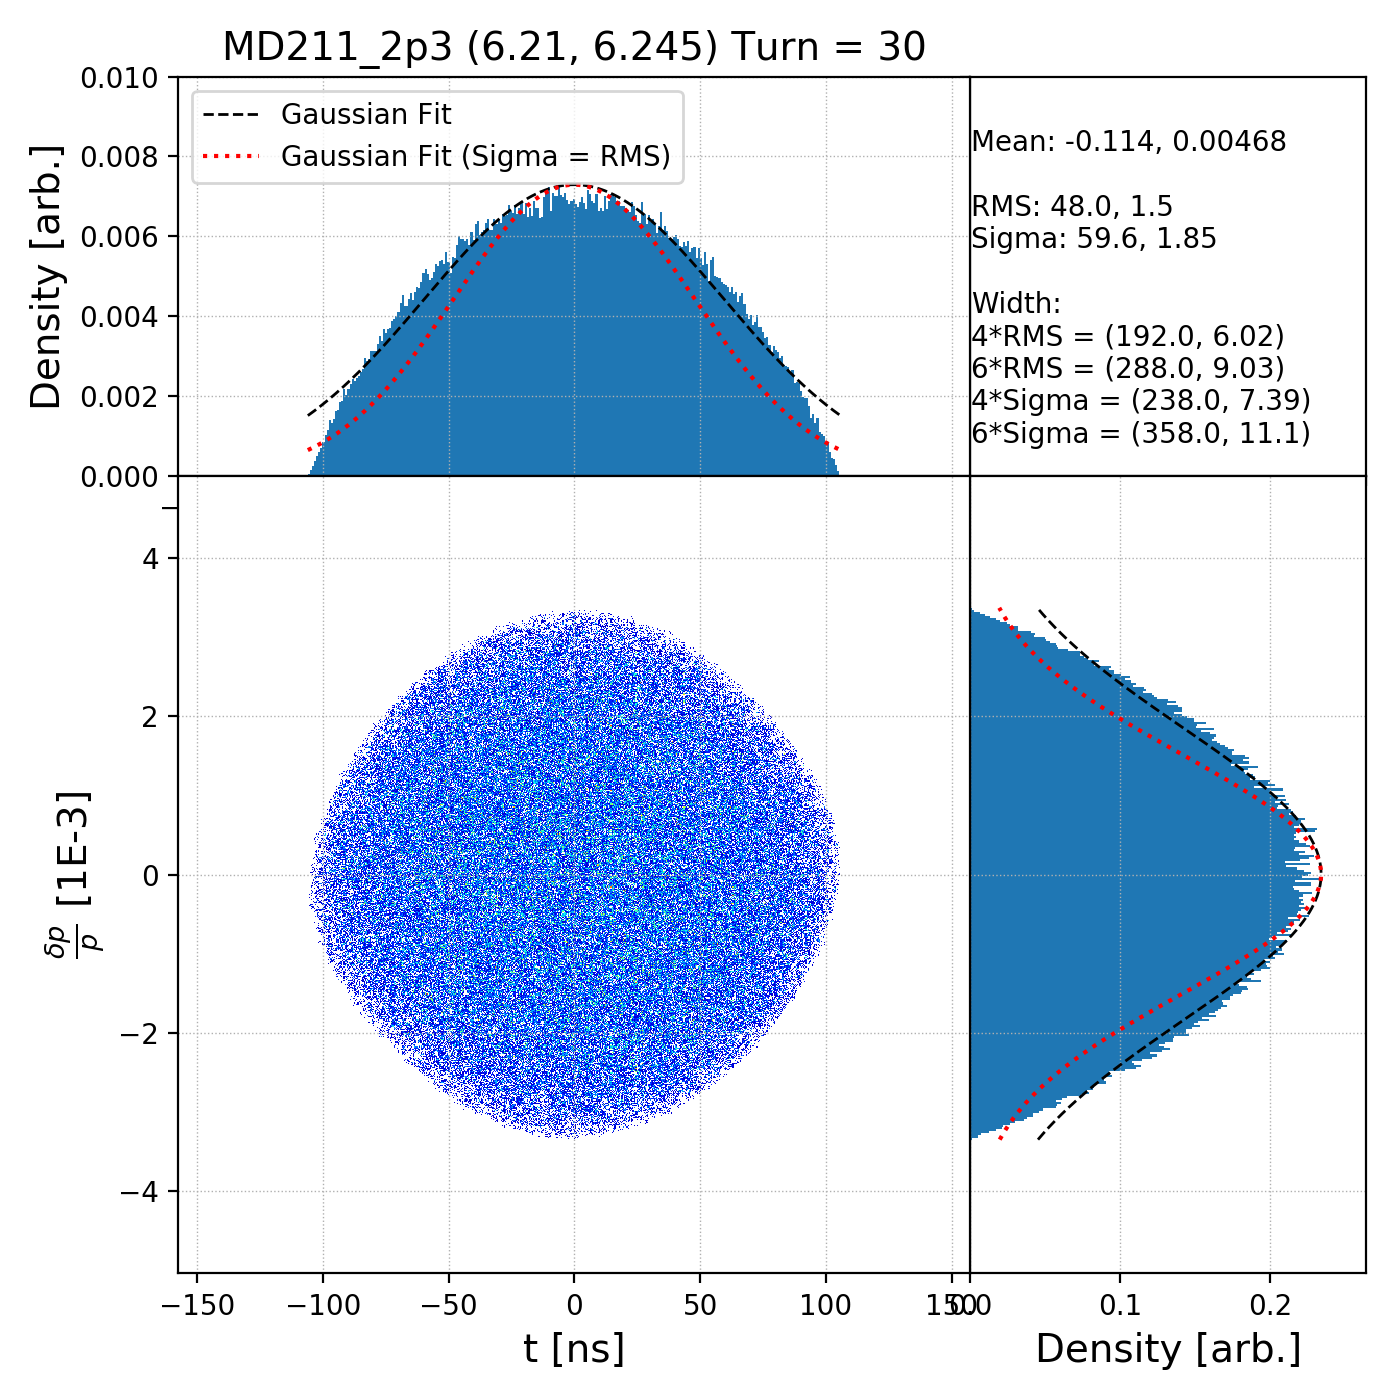 MD211_2p3 (6.21, 6.245) Turn = 30
0.010
0.008
0.006
0.004
0.002
0.000
Density [arb.]
Gaussian Fit
Gaussian Fit (Sigma = RMS)
Mean: -0.114, 0.00468
RMS: 48.0, 1.5
Sigma: 59.6, 1.85
Width:
4*RMS = (192.0, 6.02)
6*RMS = (288.0, 9.03)
4*Sigma = (238.0, 7.39)
6*Sigma = (358.0, 11.1)
4
2
0
−2
−4
δp/p [1E-3]
−150 −100 −50 0 50 100 150
t [ns]
0.0 0.1 0.2
Density [arb.]